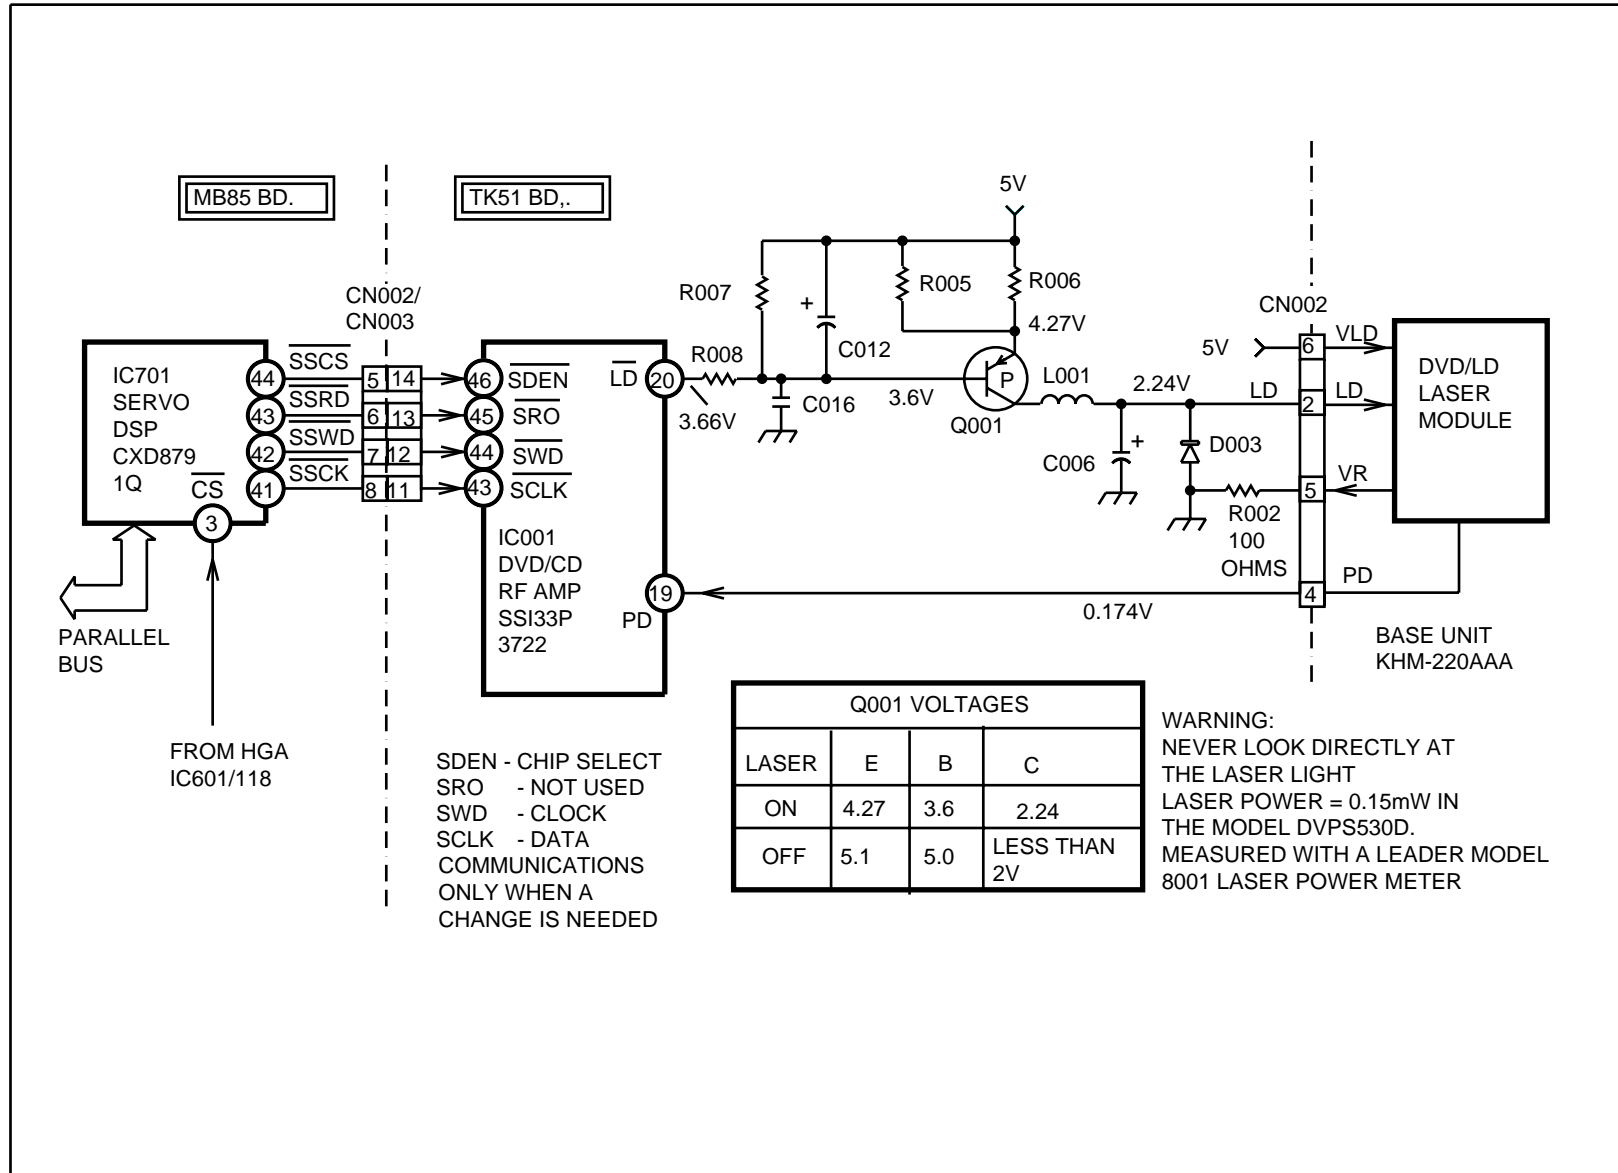 MB85 BD.
TK51 BD,.
5V
CN002/
CN003
R007
+
C012
R005
R006
4.27V
CN002
IC701
SERVO
DSP
CXD879
1Q
CS
3
44
43
42
41
SSCS
SSRD
SSWD
SSCK
5 14
6 13
7 12
8 11
46 SDEN
45 SRO
44 SWD
43 SCLK
LD 20
R008
3.66V
C016
3.6V
P
Q001
L001
2.24V
C006
+
D003
LD
5V
6 VLD
2 LD
5 VR
R002
100
OHMS
4 PD
DVD/LD
LASER
MODULE
IC001
DVD/CD
RF AMP
SSI33P
3722
19
PD
0.174V
BASE UNIT
KHM-220AAA
PARALLEL
BUS
FROM HGA
IC601/118
SDEN - CHIP SELECT
SRO - NOT USED
SWD - CLOCK
SCLK - DATA
COMMUNICATIONS
ONLY WHEN A
CHANGE IS NEEDED
Q001 VOLTAGES
LASER E B C
ON 4.27 3.6 2.24
OFF 5.1 5.0 LESS THAN
2V
WARNING:
NEVER LOOK DIRECTLY AT
THE LASER LIGHT
LASER POWER = 0.15mW IN
THE MODEL DVPS530D.
MEASURED WITH A LEADER MODEL
8001 LASER POWER METER